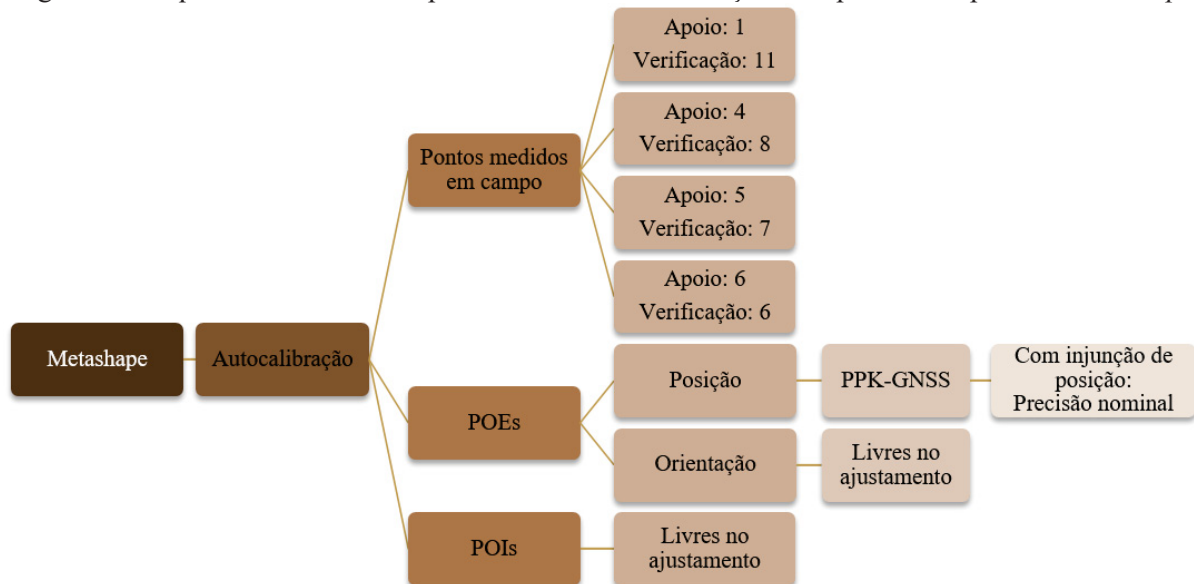 Apoio: 1
Verificação: 11
Apoio: 4
Verificação: 8
Pontos medidos
em campo
Apoio: 5
Verificação: 7
Apoio: 6
Verificação: 6
Metashape
Autocalibração
POEs
Posição
PPK-GNSS
Com injunção de
posição:
Precisão nominal
Orientação
Livres no
ajustamento
POIs
Livres no
ajustamento